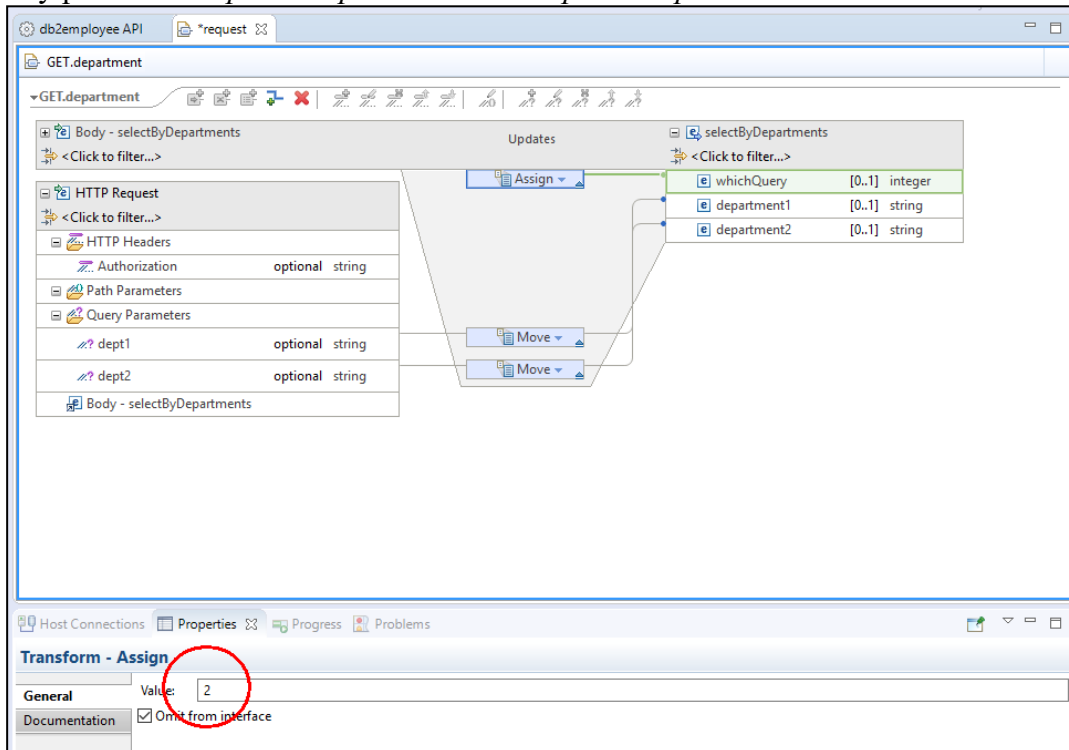 db2employee API *request
GET.department
GET.department
Body - selectByDepartments Updates selectByDepartments
<Click to filter...> <Click to filter...>
Assign whichQuery [0..1] integer
HTTP Request
department1 [0..1] string
<Click to filter...>
department2 [0..1] string
HTTP Headers
Authorization optional string
Path Parameters
Query Parameters
dept1 optional string Move
dept2 optional string Move
Body - selectByDepartments
Host Connections Properties Progress Problems
Transform - Assign
General Value: 2
Documentation Omit from interface